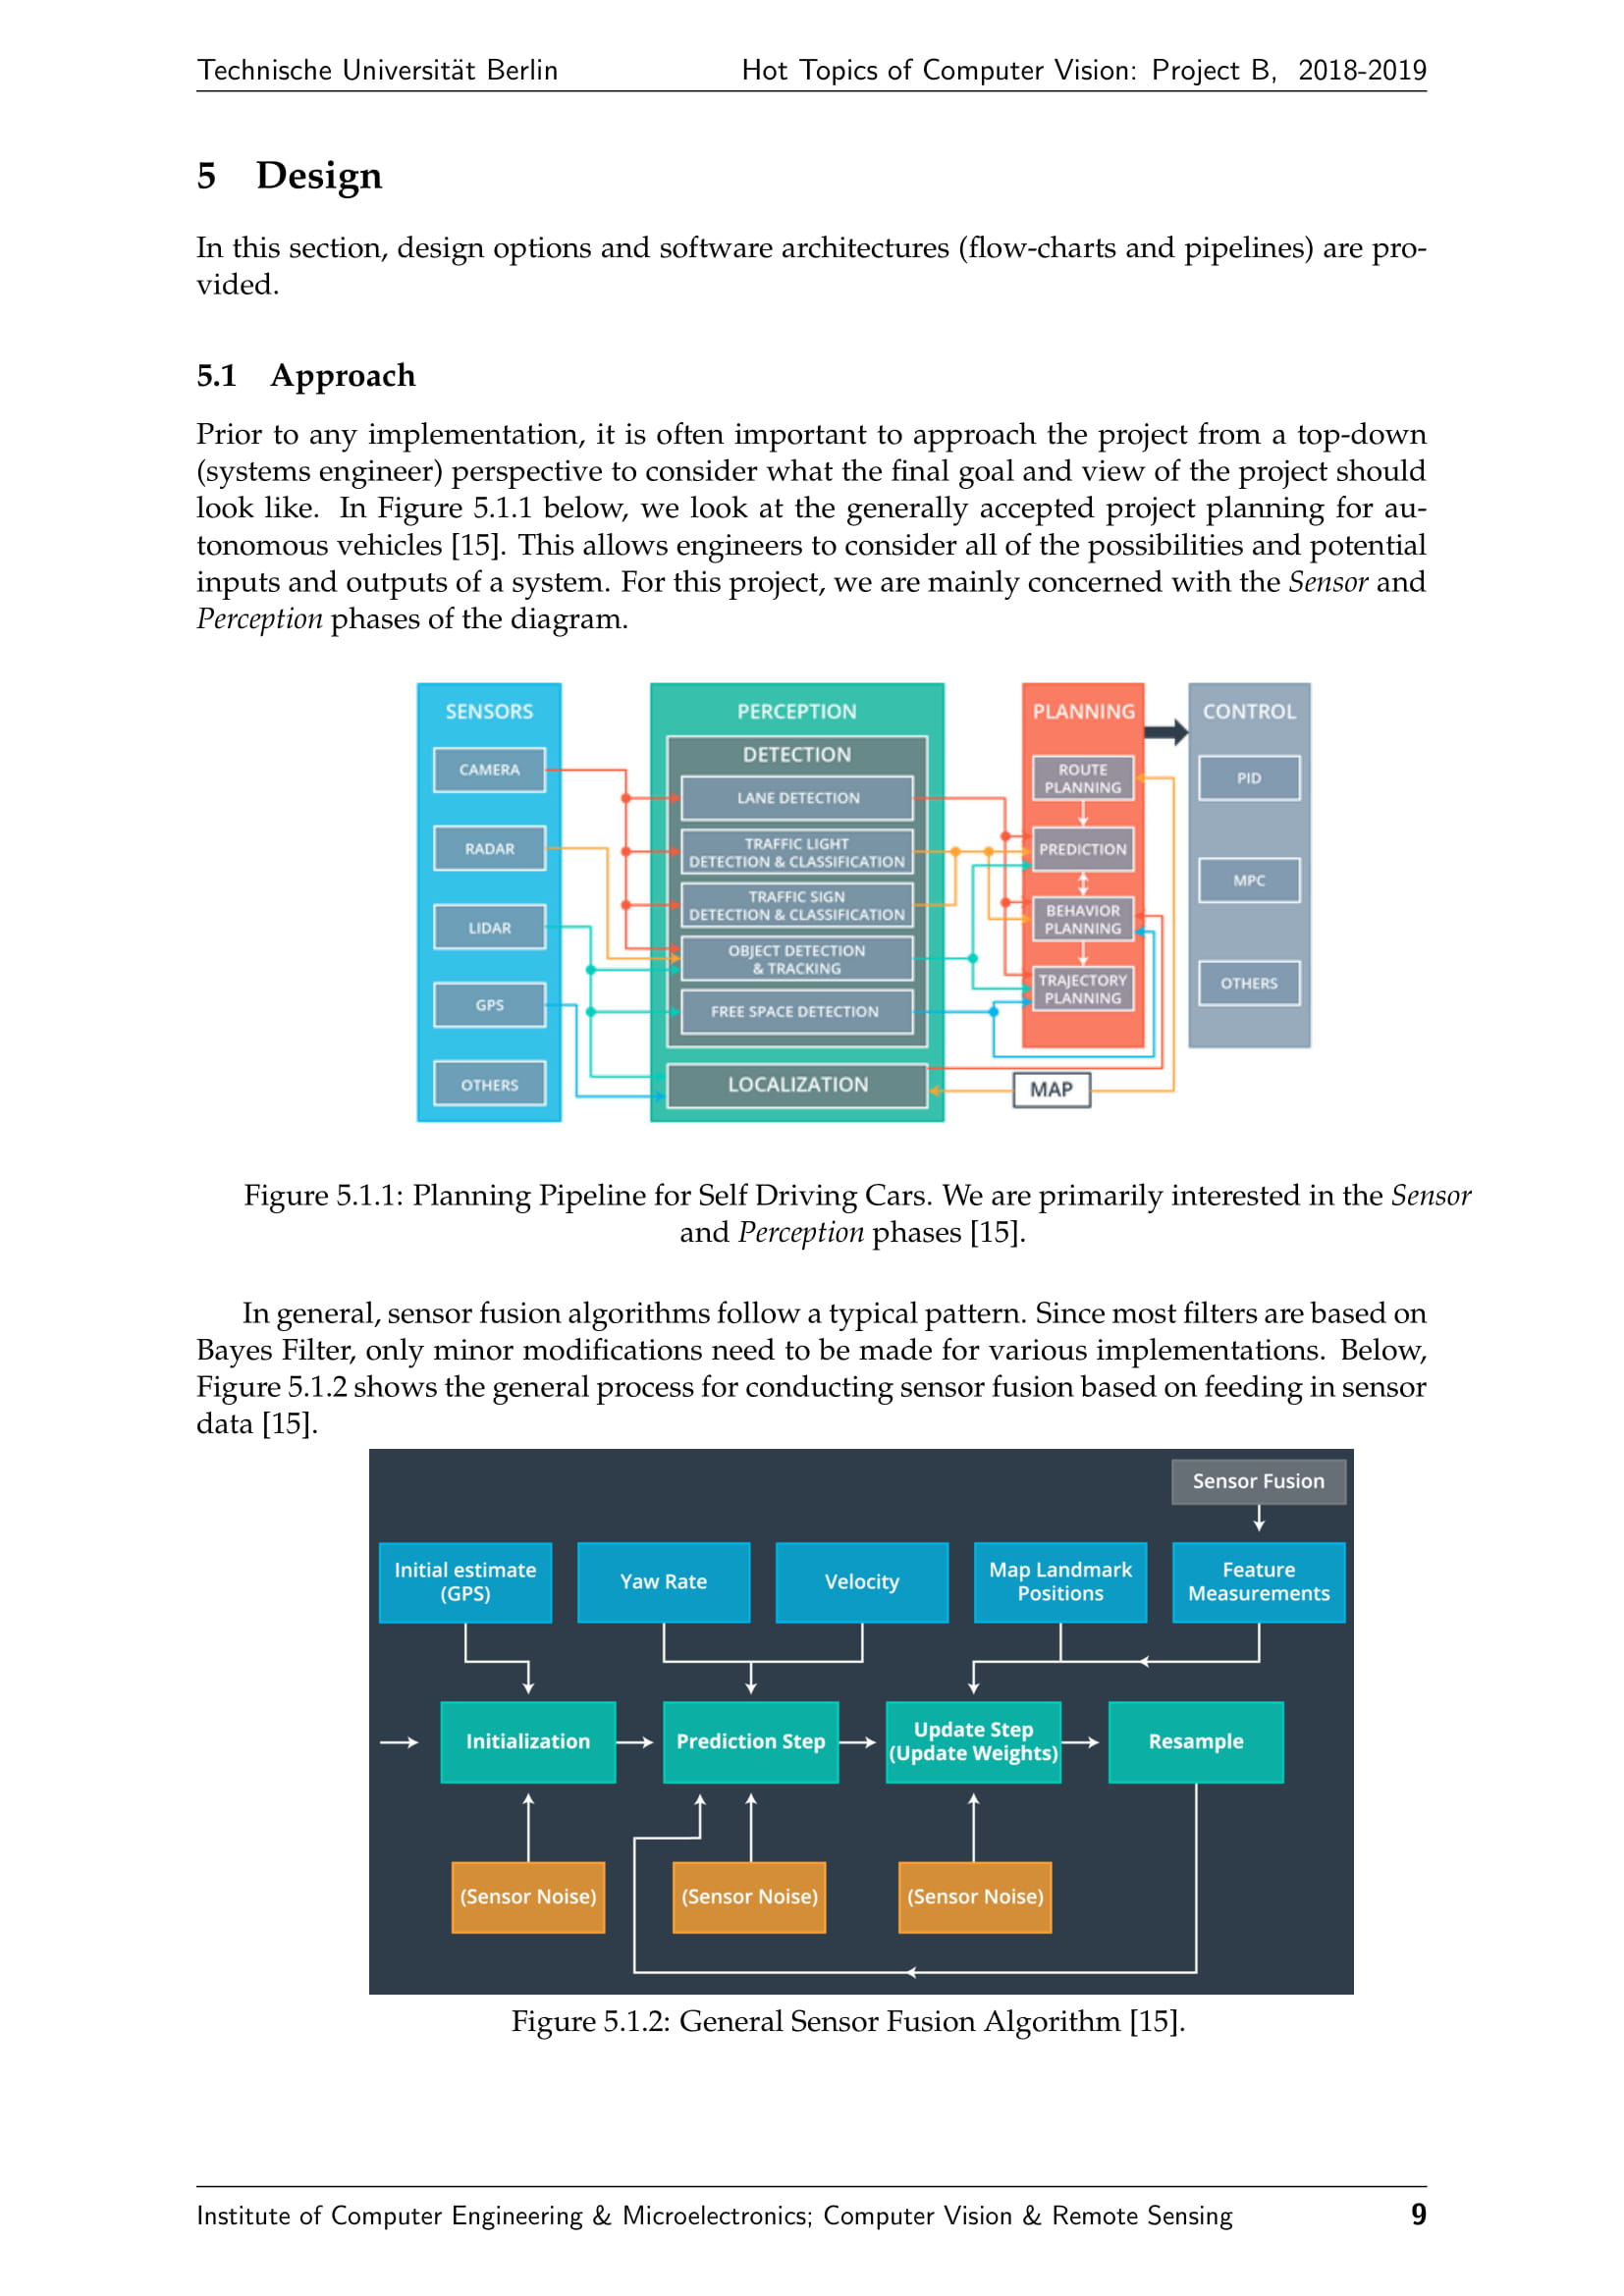 Technische Universität Berlin Hot Topics of Computer Vision: Project B, 2018-2019
5 Design
In this section, design options and software architectures (flow-charts and pipelines) are pro-
vided.
5.1 Approach
Prior to any implementation, it is often important to approach the project from a top-down
(systems engineer) perspective to consider what the final goal and view of the project should
look like. In Figure 5.1.1 below, we look at the generally accepted project planning for au-
tonomous vehicles [15]. This allows engineers to consider all of the possibilities and potential
inputs and outputs of a system. For this project, we are mainly concerned with the Sensor and
Perception phases of the diagram.
SENSORS
CAMERA
RADAR
LIDAR
GPS
OTHERS
PERCEPTION
DETECTION
LANE DETECTION
TRAFFIC LIGHT
DETECTION & CLASSIFICATION
TRAFFIC SIGN
DETECTION & CLASSIFICATION
OBJECT DETECTION
& TRACKING
FREE SPACE DETECTION
LOCALIZATION
PLANNING
ROUTE
PLANNING
PREDICTION
BEHAVIOR
PLANNING
TRAJECTORY
PLANNING
MAP
CONTROL
PID
MPC
OTHERS
Figure 5.1.1: Planning Pipeline for Self Driving Cars. We are primarily interested in the Sensor
and Perception phases [15].
In general, sensor fusion algorithms follow a typical pattern. Since most filters are based on
Bayes Filter, only minor modifications need to be made for various implementations. Below,
Figure 5.1.2 shows the general process for conducting sensor fusion based on feeding in sensor
data [15].
Sensor Fusion
Initial estimate
(GPS)
Yaw Rate
Velocity
Map Landmark
Positions
Feature
Measurements
Initialization
Prediction Step
Update Step
(Update Weights)
Resample
(Sensor Noise)
(Sensor Noise)
(Sensor Noise)
Figure 5.1.2: General Sensor Fusion Algorithm [15].
Institute of Computer Engineering & Microelectronics; Computer Vision & Remote Sensing 9